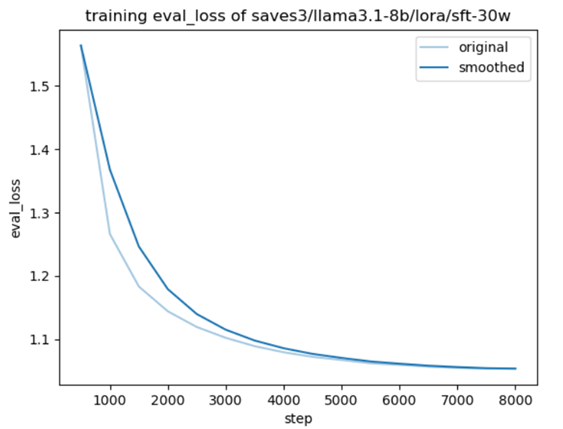 training eval_loss of saves3/llama3.1-8b/lora/sft-30w
original
smoothed
1.5
1.4
1.3
1.2
1.1
eval_loss
1000 2000 3000 4000 5000 6000 7000 8000
step